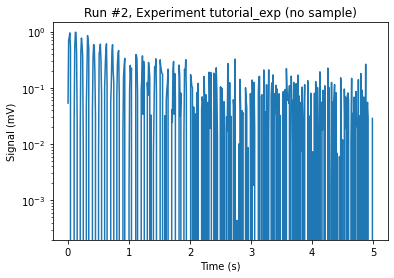 Run #2, Experiment tutorial_exp (no sample)
Signal (mV)
10⁰
10⁻¹
10⁻²
10⁻³
0 1 2 3 4 5
Time (s)